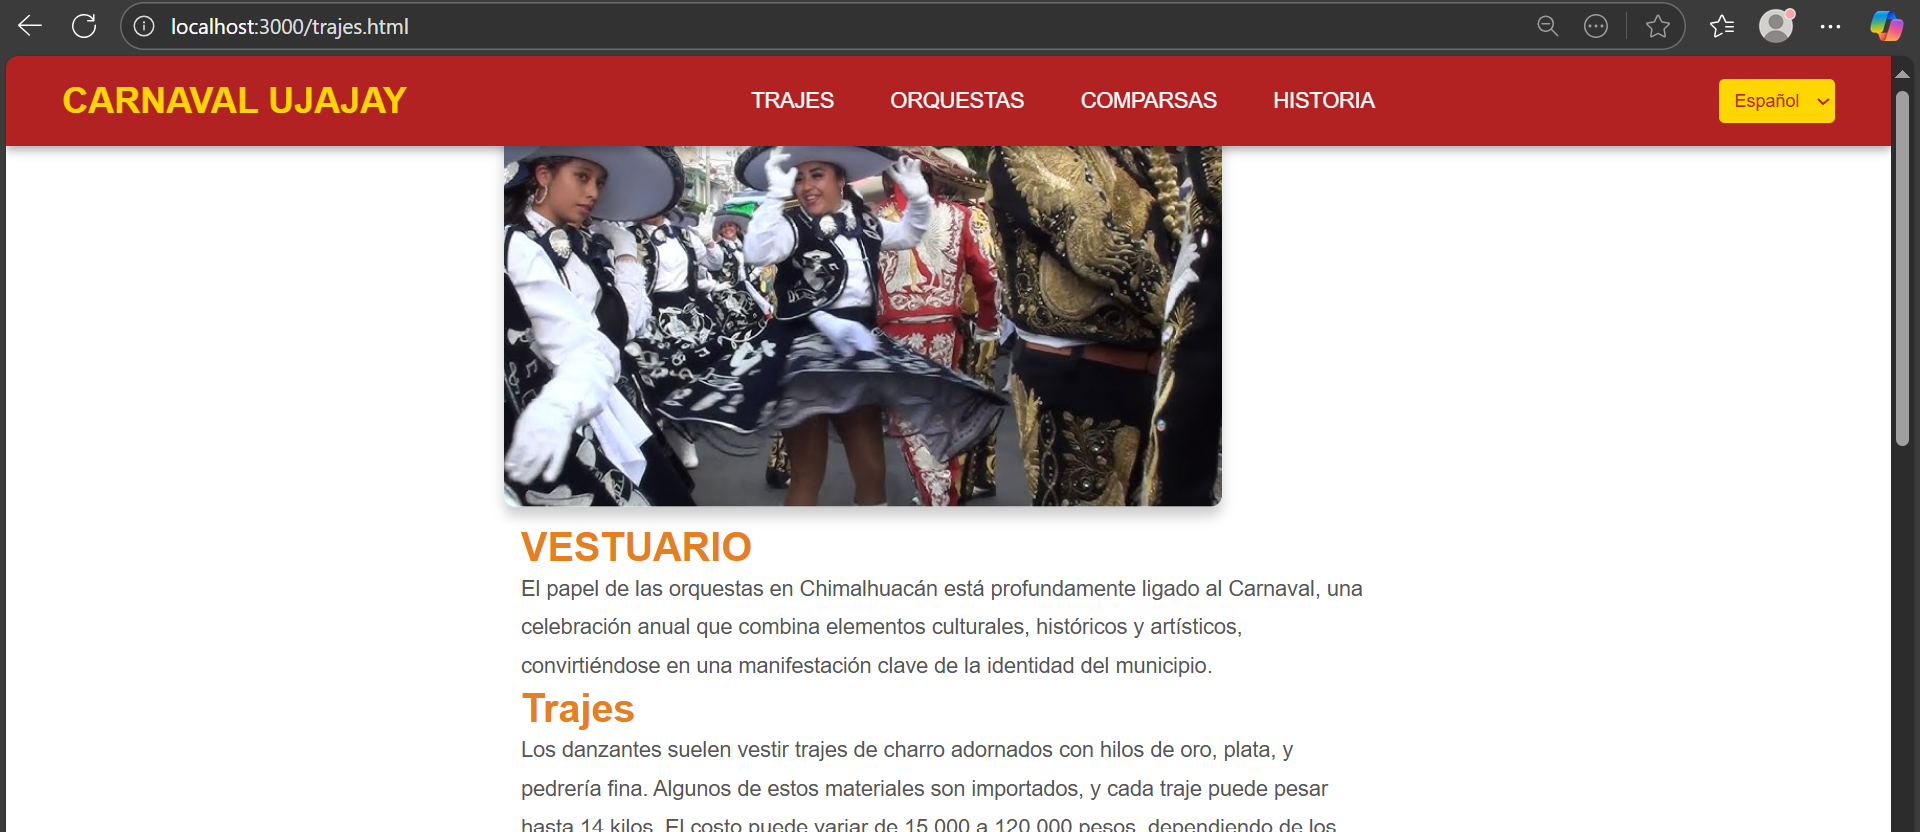 localhost:3000/trajes.html
CARNAVAL UJAJAY
TRAJES
ORQUESTAS
COMPARSAS
HISTORIA
Español
VESTUARIO
El papel de las orquestas en Chimalhuacán está profundamente ligado al Carnaval, una
celebración anual que combina elementos culturales, históricos y artísticos,
convirtiéndose en una manifestación clave de la identidad del municipio.
Trajes
Los danzantes suelen vestir trajes de charro adornados con hilos de oro, plata, y
pedrería fina. Algunos de estos materiales son importados, y cada traje puede pesar
hasta 14 kilos. El costo puede variar de 15,000 a 120,000 pesos, dependiendo de los